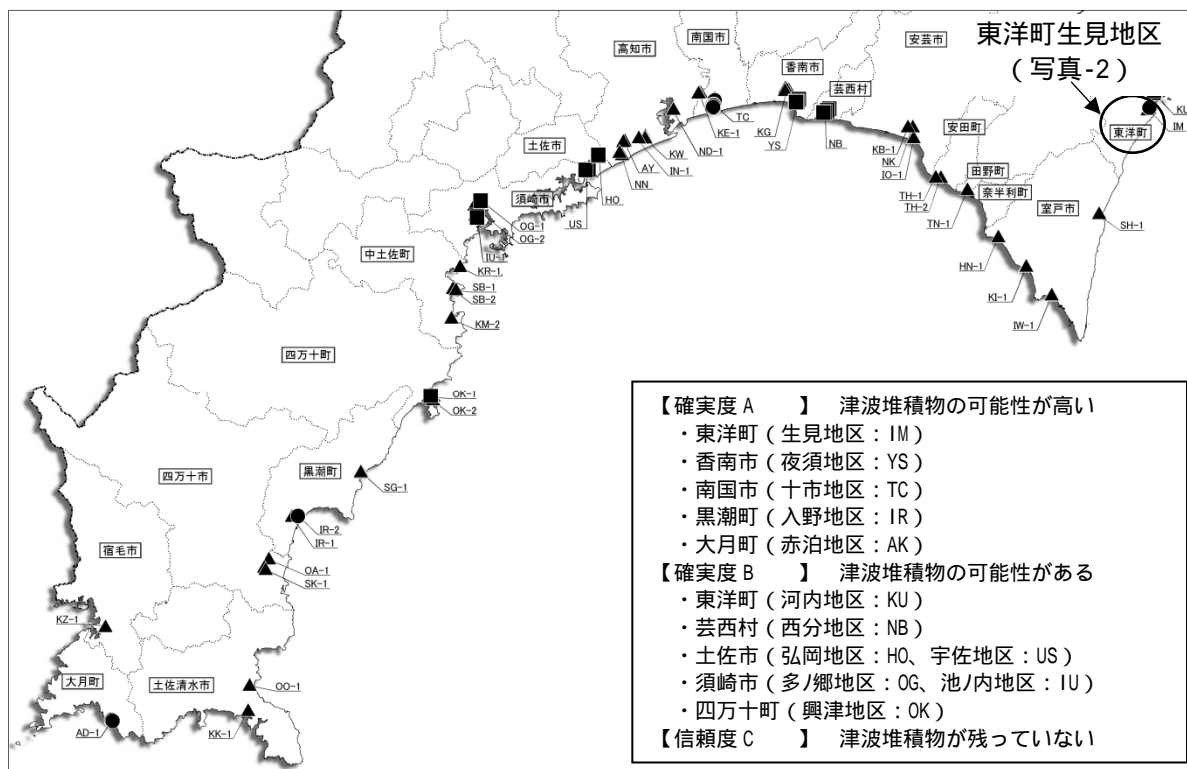 東洋町生見地区
(写真-2)
高知市
南国市
香南市
芸西村
安芸市
安田町
田野町
奈半利町
室戸市
東洋町
土佐市
須崎市
中土佐町
四万十町
黒潮町
四万十市
宿毛市
大月町
土佐清水市
KU
IM
SH-1
IW-1
KI-1
HN-1
TN-1
TH-2
TH-1
IO-1
NK
KB-1
NB
YS
KG
TC
KE-1
ND-1
KW
IN-1
AY
NN
HO
US
OG-1
OG-2
IU-1
KR-1
SB-1
SB-2
KM-2
OK-1
OK-2
SG-1
IR-2
IR-1
OA-1
SK-1
KZ-1
OO-1
KK-1
AD-1
【確実度A 】 津波堆積物の可能性が高い
・東洋町(生見地区:IM)
・香南市(夜須地区:YS)
・南国市(十市地区:TC)
・黒潮町(入野地区:IR)
・大月町(赤泊地区:AK)
【確実度B 】 津波堆積物の可能性がある
・東洋町(河内地区:KU)
・芸西村(西分地区:NB)
・土佐市(弘岡地区:HO、宇佐地区:US)
・須崎市(多ノ郷地区:OG、池ノ内地区:IU)
・四万十町(興津地区:OK)
【信頼度C 】 津波堆積物が残っていない